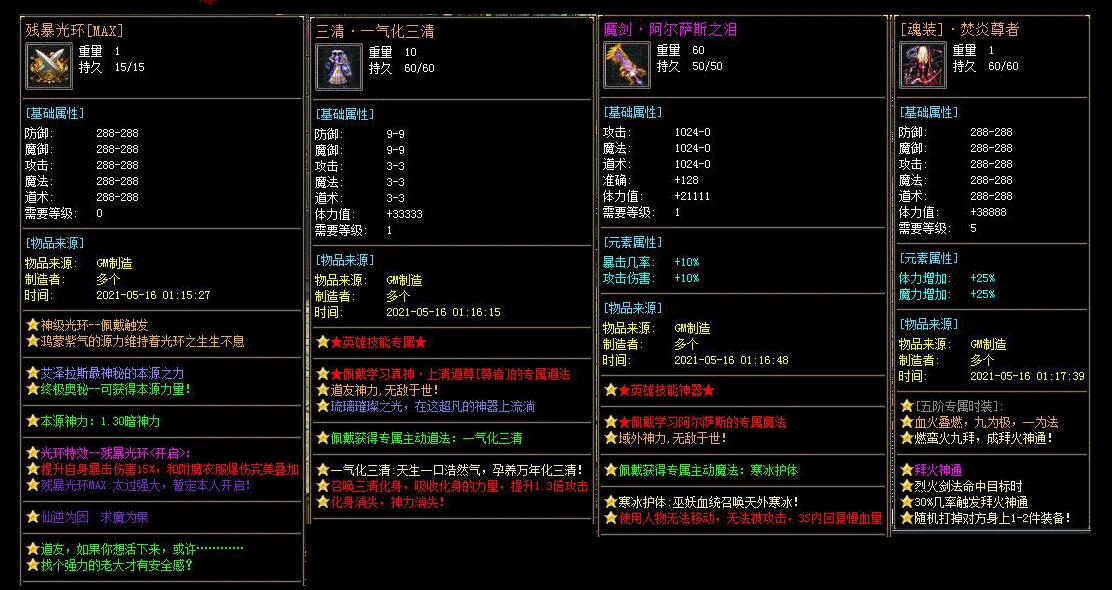 残暴光环[MAX]
重量 1
持久 15/15
[基础属性]
防御: 288-288
魔御: 288-288
攻击: 288-288
魔法: 288-288
道术: 288-288
需要等级: 0
[物品来源]
物品来源: GM制造
制造者: 多个
时间: 2021-05-16 01:15:27
神级光环--佩戴触发
鸿蒙紫气的源力维持着光环之生生不息
艾泽拉斯最神秘的本源之力
终极奥秘--可获得本源力量!
本源神力: 1.30暗神力
光环特效--残暴光环<开启>:
提升自身暴击伤害15%, 和附魔衣服爆伤完美叠加
残暴光环MAX:太过强大, 暂定本人开启!
仙逆为因 求魔为果
道友, 如果你想活下来, 或许…………
找个强力的老大才有安全感?
三清·一气化三清
重量 10
持久 60/60
[基础属性]
防御: 9-9
魔御: 9-9
攻击: 3-3
魔法: 3-3
道术: 3-3
体力值: +33333
需要等级: 1
[物品来源]
物品来源: GM制造
制造者: 多个
时间: 2021-05-16 01:16:15
★英雄技能专属★
★佩戴学习真神·上清道尊[尊者]的专属道法
道友神力,无敌于世!
琉璃璀璨之光, 在这超凡的神器上流淌
佩戴获得专属主动道法: 一气化三清
一气化三清:天生一口浩然气, 孕养万年化三清!
召唤三清化身, 吸收化身的力量, 提升1.3倍攻击
化身消失, 神力消失!
魔剑·阿尔萨斯之泪
重量 60
持久 50/50
[基础属性]
攻击: 1024-0
魔法: 1024-0
道术: 1024-0
准确: +128
体力值: +21111
需要等级: 1
[元素属性]
暴击几率: +10%
攻击伤害: +10%
[物品来源]
物品来源: GM制造
制造者: 多个
时间: 2021-05-16 01:16:48
★英雄技能神器★
★佩戴学习阿尔萨斯的专属魔法
域外神力,无敌于世!
佩戴获得专属主动魔法: 寒冰护体
寒冰护体:巫妖血统召唤天外寒冰!
使用人物无法移动, 无法被攻击, 3S内回复慢血量
[魂装]·焚炎尊者
重量 1
持久 60/60
[基础属性]
防御: 288-288
魔御: 288-288
攻击: 288-288
魔法: 288-288
道术: 288-288
体力值: +38888
需要等级: 5
[元素属性]
体力增加: +25%
魔力增加: +25%
[物品来源]
物品来源: GM制造
制造者: 多个
时间: 2021-05-16 01:17:39
[五阶专属时装]:
血火叠燃, 九为极, 一为法
燃蛮火九拜, 成拜火神通!
拜火神通
烈火剑法命中目标时
30%几率触发拜火神通
随机打掉对方身上1-2件装备!